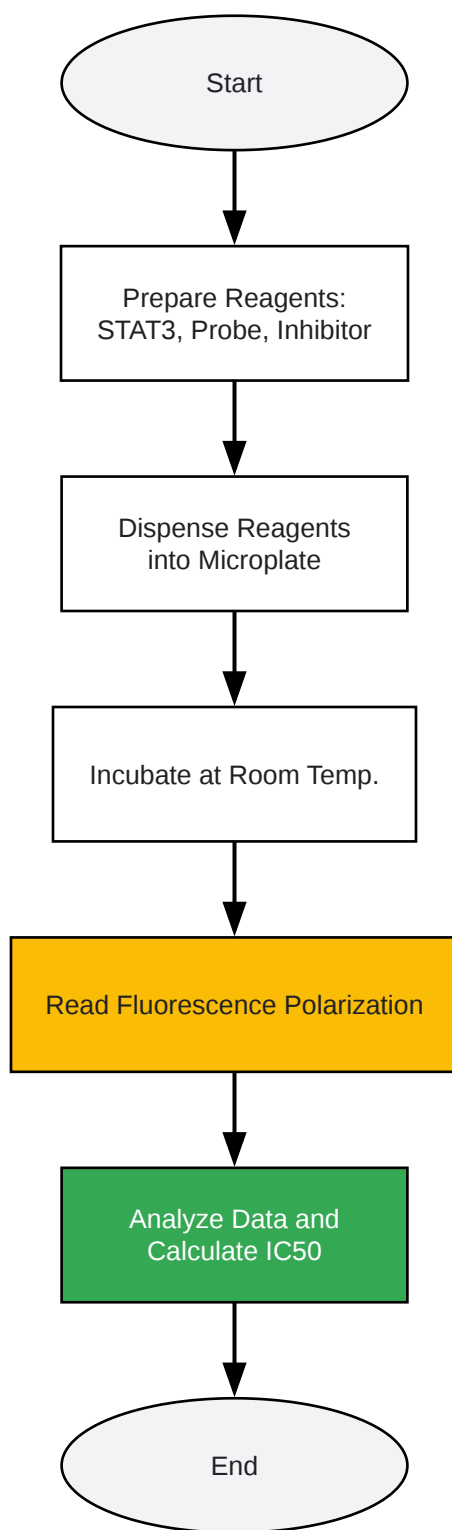 Start
Prepare Reagents:
STAT3, Probe, Inhibitor
Dispense Reagents
into Microplate
Incubate at Room Temp.
Read Fluorescence Polarization
Analyze Data and
Calculate IC50
End